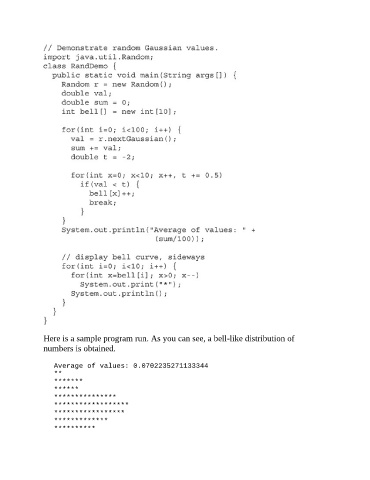 // Demonstrate random Gaussian values.
import java.util.Random;
class RandDemo {
public static void main(String args[]) {
Random r = new Random();
double val;
double sum = 0;
int bell[] = new int[10];
for(int i=0; i<100; i++) {
val = r.nextGaussian();
sum += val;
double t = -2;
for(int x=0; x<10; x++, t += 0.5)
if(val < t) {
bell[x]++;
break;
}
}
System.out.println("Average of values: " +
(sum/100));
// display bell curve, sideways
for(int i=0; i<10; i++) {
for(int x=bell[i]; x>0; x--)
System.out.print("*");
System.out.println();
}
}
}
Here is a sample program run. As you can see, a bell-like distribution of
numbers is obtained.
Average of values: 0.0702235271133344
**
*******
******
***************
******************
*****************
*************
**********